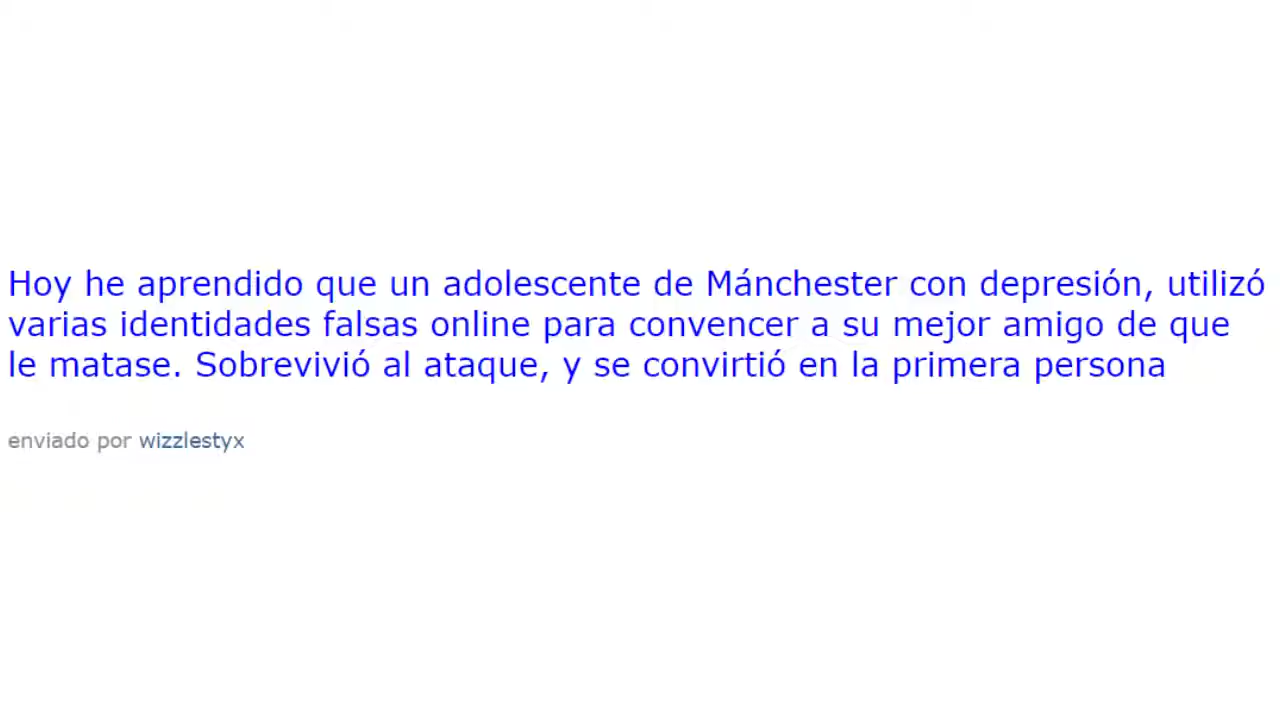 Hoy he aprendido que un adolescente de Mánchester con depresión, utilizó
varias identidades falsas online para convencer a su mejor amigo de que
le matase. Sobrevivió al ataque, y se convirtió en la primera persona
enviado por wizzlestyx